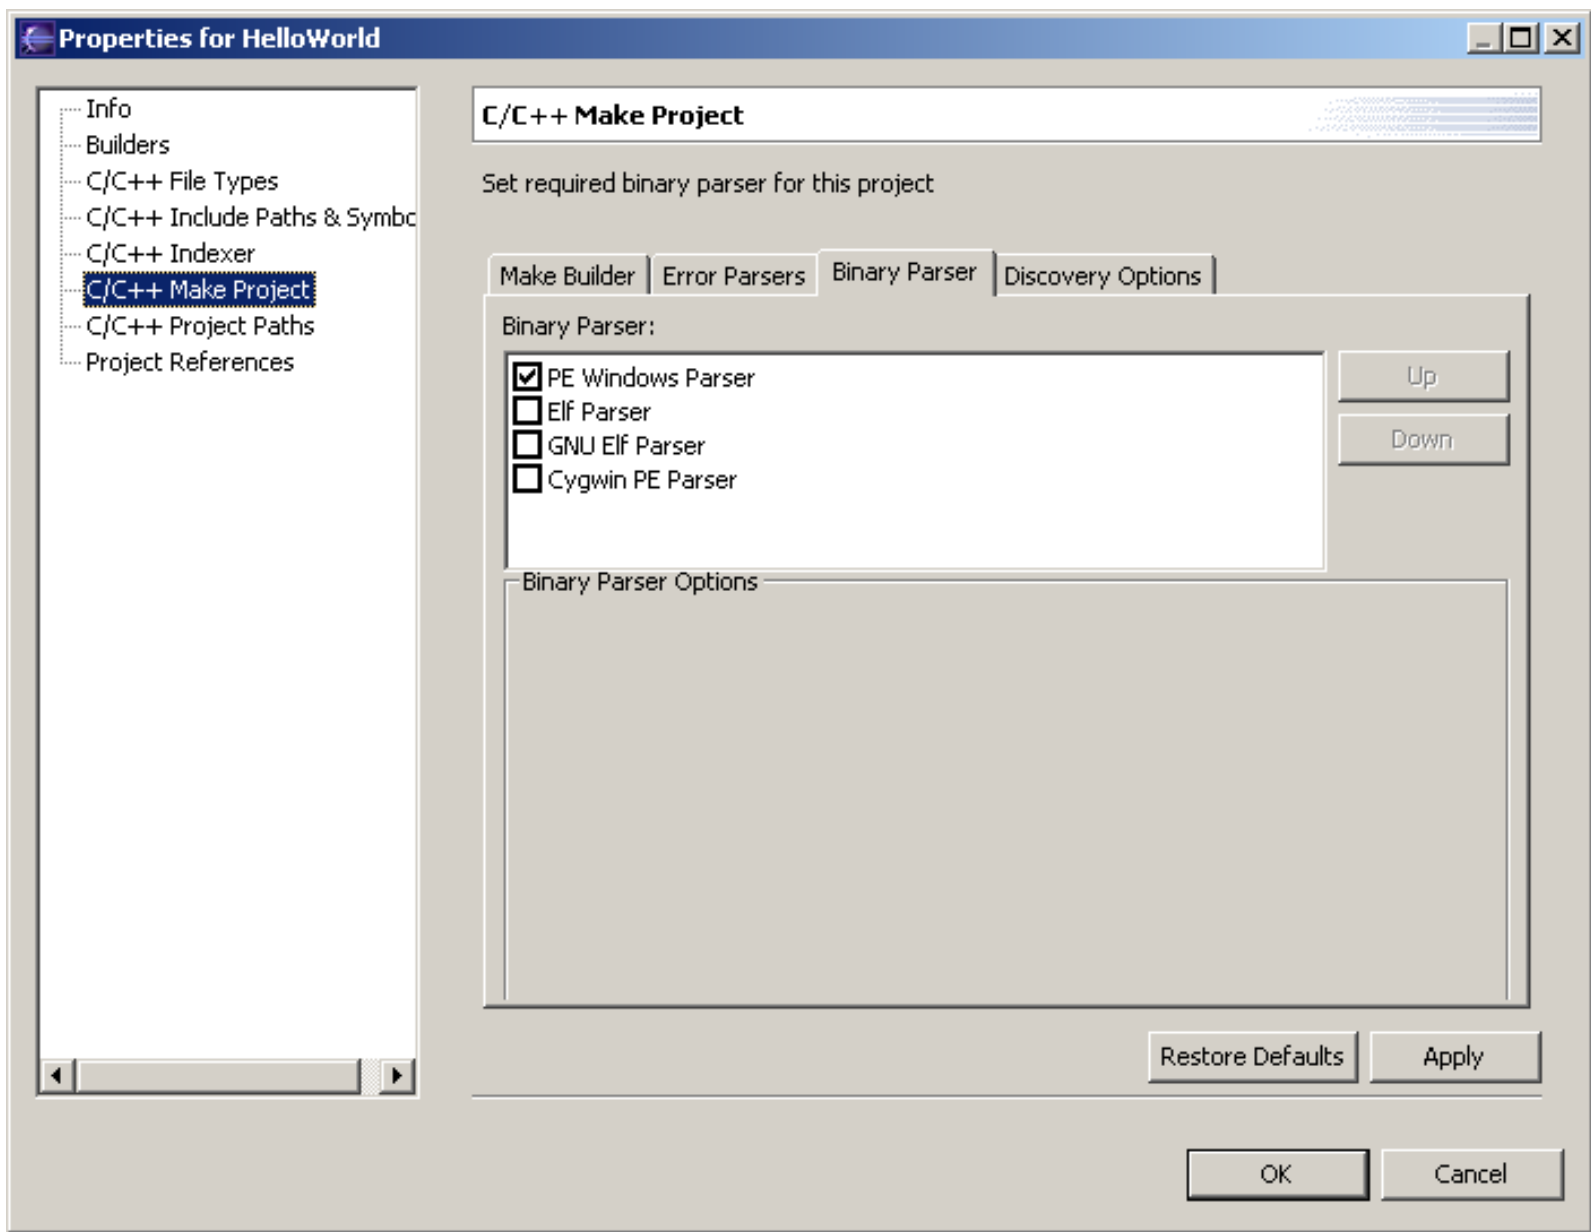 Properties for HelloWorld
Info
Builders
C/C++ File Types
C/C++ Include Paths & Symbo
C/C++ Indexer
C/C++ Make Project
C/C++ Project Paths
Project References
C/C++ Make Project
Set required binary parser for this project
Make Builder Error Parsers Binary Parser Discovery Options
Binary Parser:
PE Windows Parser
Elf Parser
GNU Elf Parser
Cygwin PE Parser
Up
Down
Binary Parser Options
Restore Defaults Apply
OK Cancel